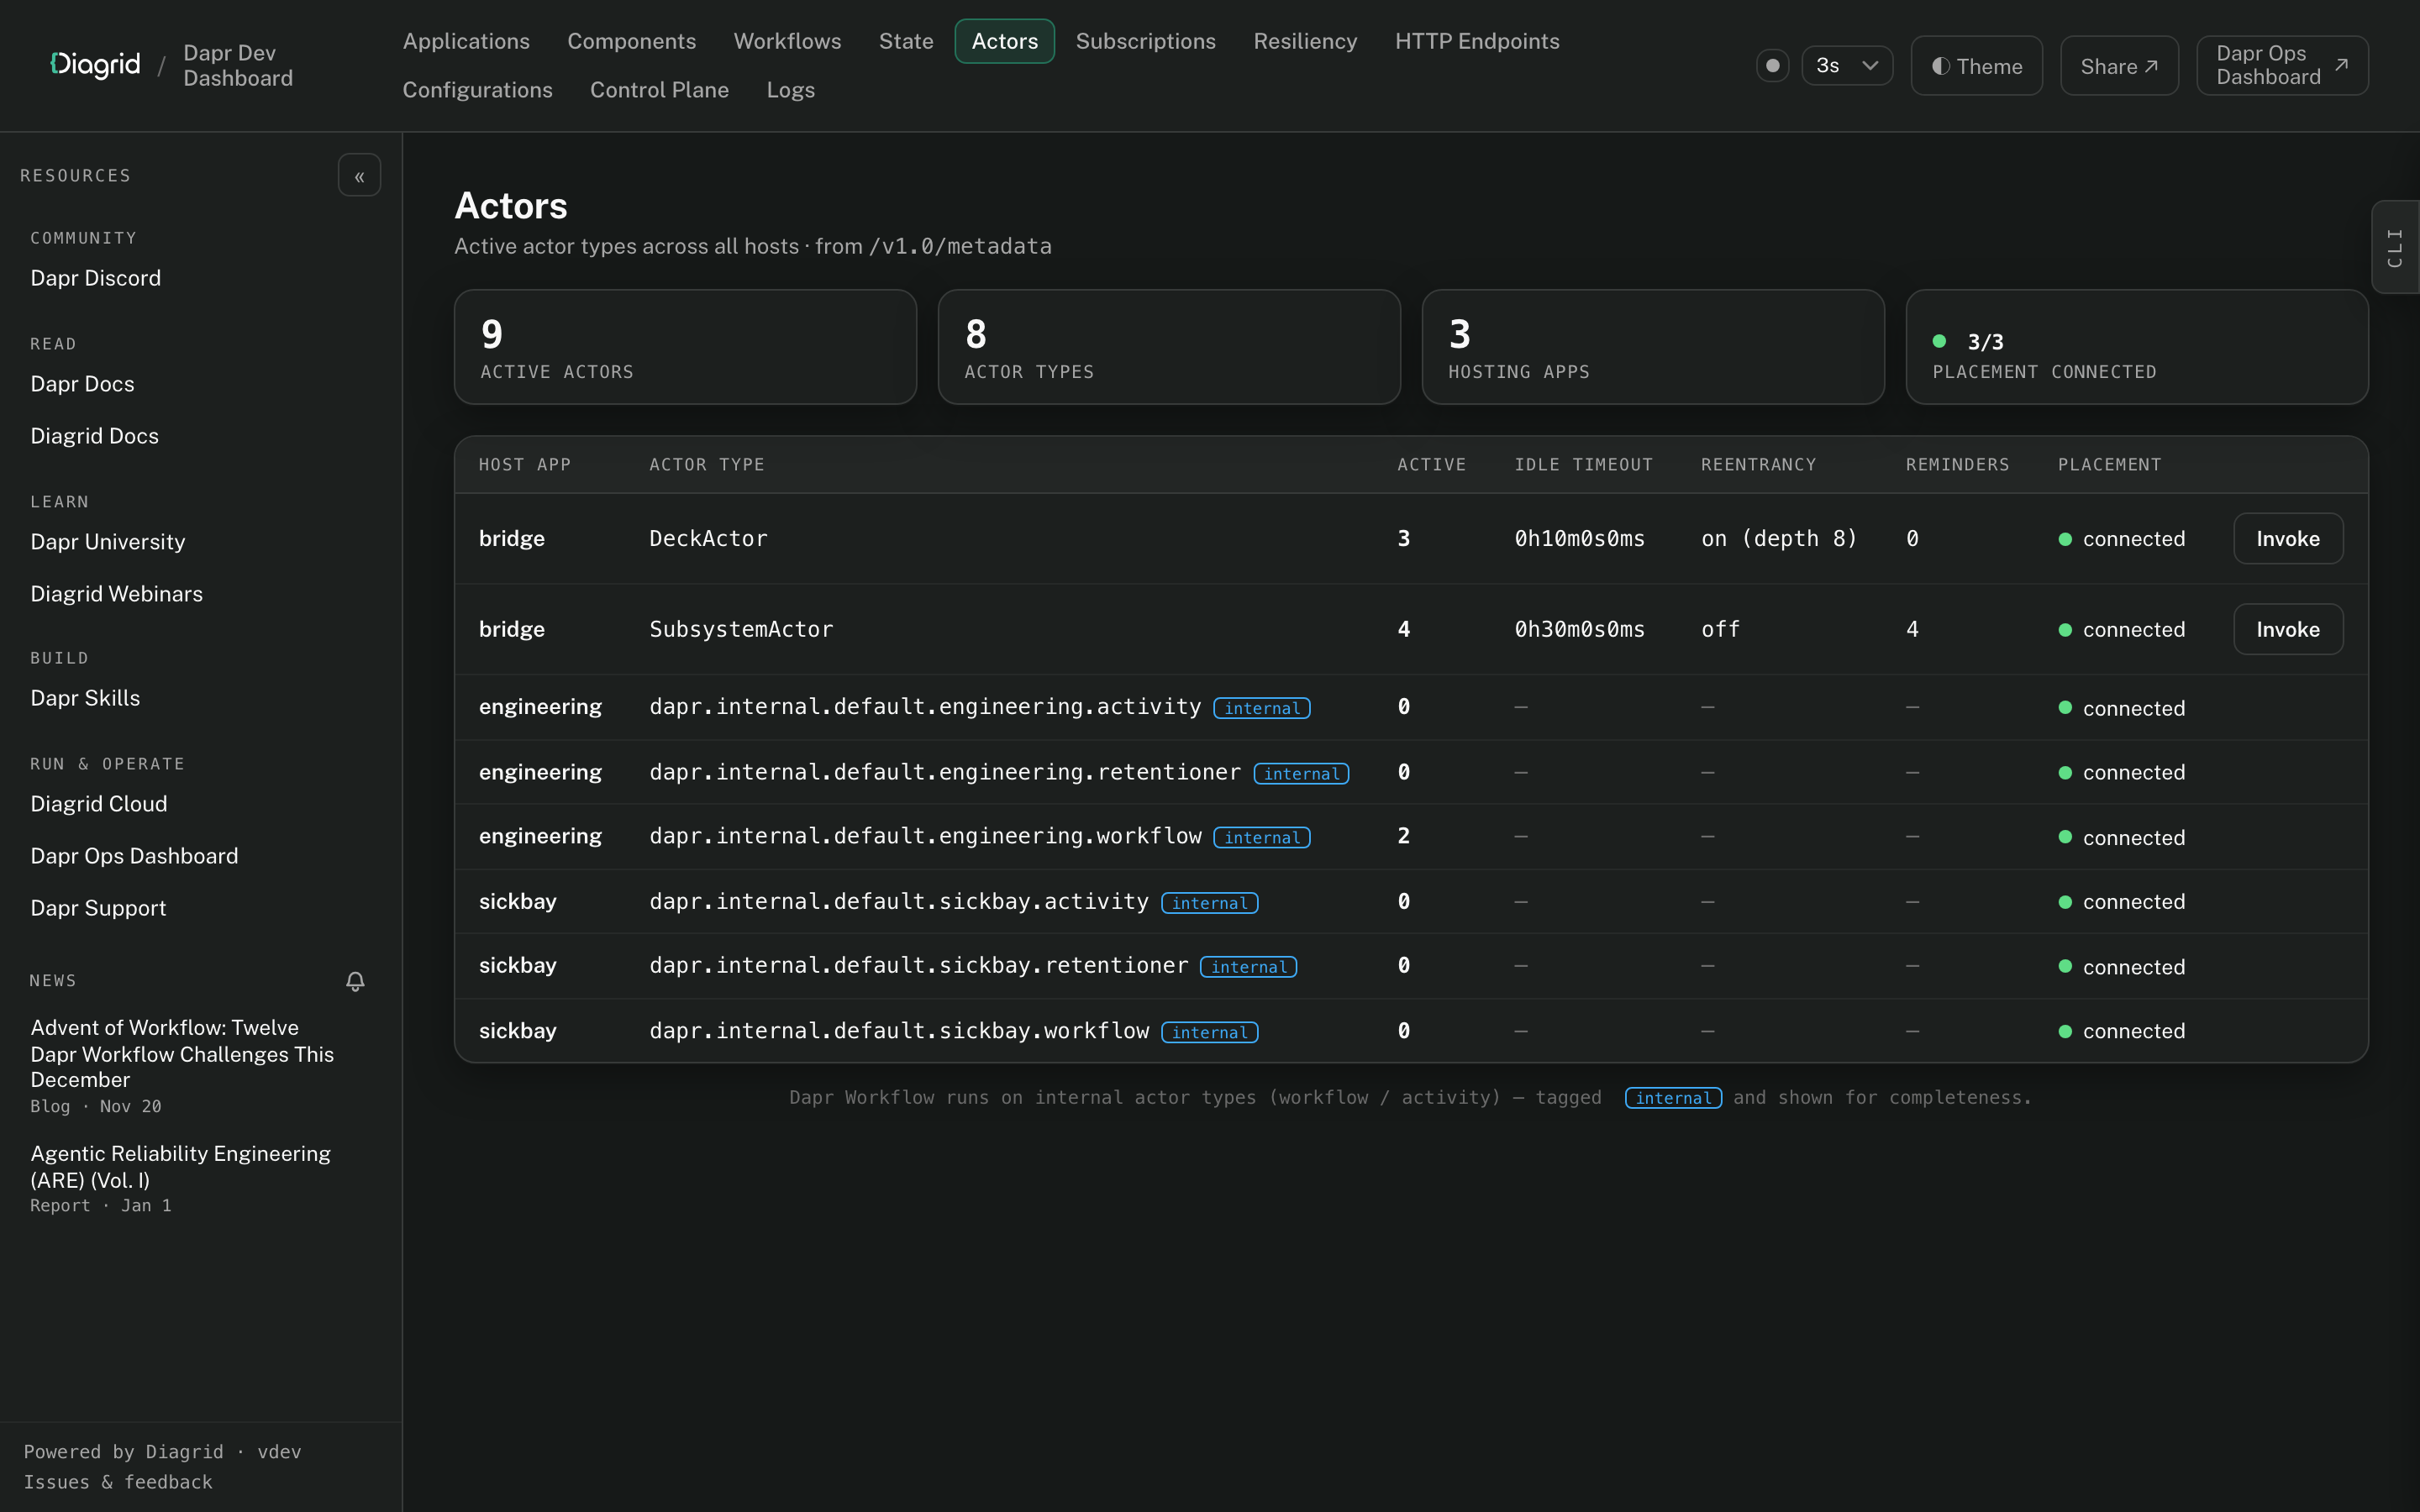 Diagrid / Dapr Dev Dashboard
Applications Components Workflows State Actors Subscriptions Resiliency HTTP Endpoints
Configurations Control Plane Logs
3s Theme Share ↗ Dapr Ops Dashboard ↗
RESOURCES «
COMMUNITY
Dapr Discord
READ
Dapr Docs
Diagrid Docs
LEARN
Dapr University
Diagrid Webinars
BUILD
Dapr Skills
RUN & OPERATE
Diagrid Cloud
Dapr Ops Dashboard
Dapr Support
NEWS
Advent of Workflow: Twelve
Dapr Workflow Challenges This
December
Blog · Nov 20
Agentic Reliability Engineering
(ARE) (Vol. I)
Report · Jan 1
Powered by Diagrid · vdev
Issues & feedback
Actors
Active actor types across all hosts · from /v1.0/metadata
CLI
9
ACTIVE ACTORS
8
ACTOR TYPES
3
HOSTING APPS
3/3
PLACEMENT CONNECTED
HOST APP ACTOR TYPE ACTIVE IDLE TIMEOUT REENTRANCY REMINDERS PLACEMENT
bridge DeckActor 3 0h10m0s0ms on (depth 8) 0 connected Invoke
bridge SubsystemActor 4 0h30m0s0ms off 4 connected Invoke
engineering dapr.internal.default.engineering.activity internal 0 — — — connected
engineering dapr.internal.default.engineering.retentioner internal 0 — — — connected
engineering dapr.internal.default.engineering.workflow internal 2 — — — connected
sickbay dapr.internal.default.sickbay.activity internal 0 — — — connected
sickbay dapr.internal.default.sickbay.retentioner internal 0 — — — connected
sickbay dapr.internal.default.sickbay.workflow internal 0 — — — connected
Dapr Workflow runs on internal actor types (workflow / activity) — tagged internal and shown for completeness.